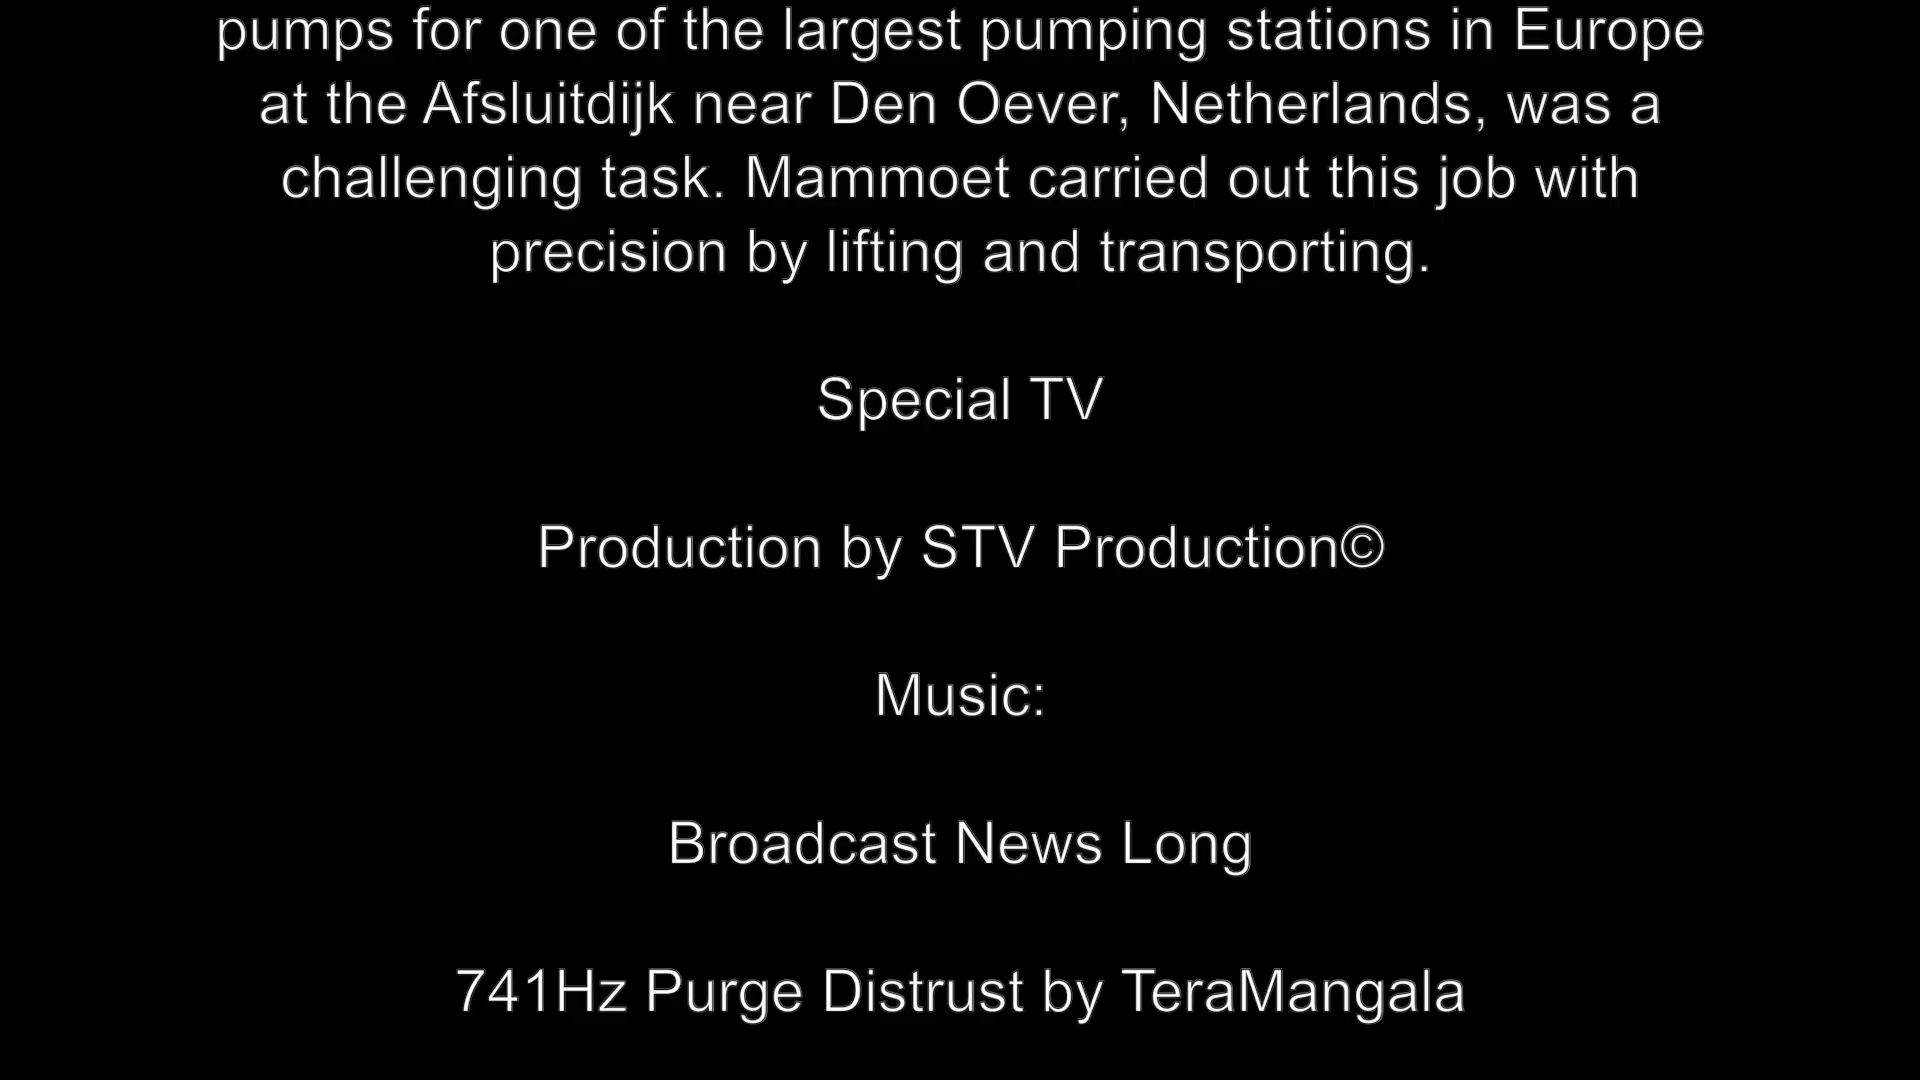 pumps for one of the largest pumping stations in Europe
at the Afsluitdijk near Den Oever, Netherlands, was a
challenging task. Mammoet carried out this job with
precision by lifting and transporting.
Special TV
Production by STV Production©
Music:
Broadcast News Long
741Hz Purge Distrust by TeraMangala